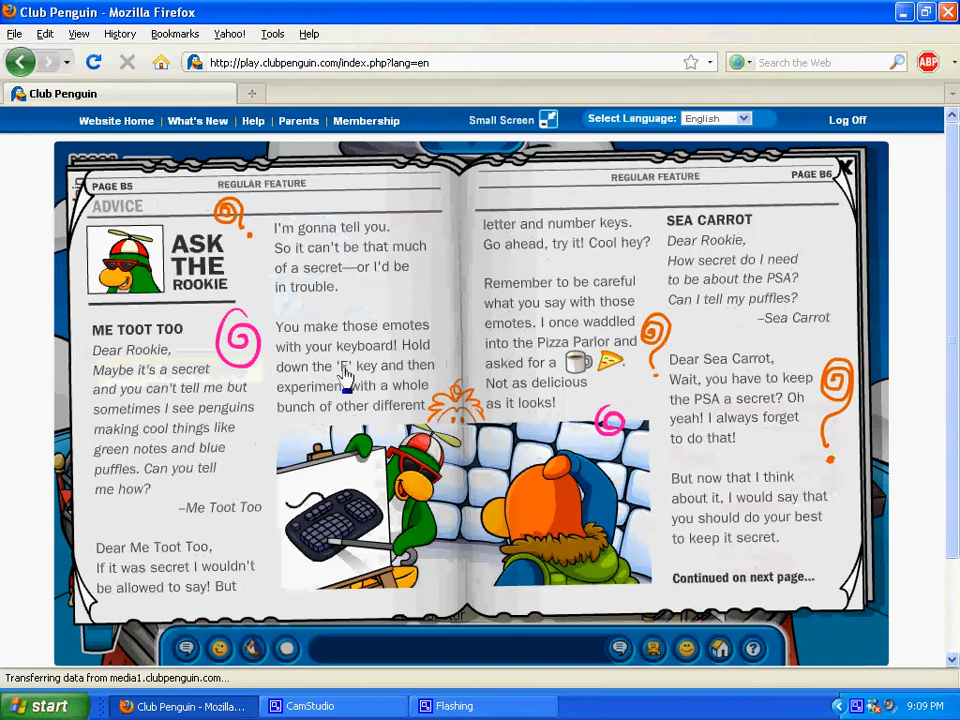 Club Penguin - Mozilla Firefox
File Edit View History Bookmarks Yahoo! Tools Help
http://play.clubpenguin.com/index.php?lang=en
Search the Web
ABP
Club Penguin
Website Home What's New Help Parents Membership Small Screen Select Language: English Log Off
PAGE B5 REGULAR FEATURE
ADVICE
ASK
THE
ROOKIE
ME TOOT TOO
Dear Rookie,
Maybe it's a secret
and you can't tell me but
sometimes I see penguins
making cool things like
green notes and blue
puffles. Can you tell
me how?
–Me Toot Too
Dear Me Toot Too,
If it was secret I wouldn't
be allowed to say! But
I'm gonna tell you.
So it can't be that much
of a secret—or I'd be
in trouble.
You make those emotes
with your keyboard! Hold
down the 'E' key and then
experiment with a whole
bunch of other different
REGULAR FEATURE PAGE B6
letter and number keys.
Go ahead, try it! Cool hey?
Remember to be careful
what you say with those
emotes. I once waddled
into the Pizza Parlor and
asked for a
Not as delicious
as it looks!
SEA CARROT
Dear Rookie,
How secret do I need
to be about the PSA?
Can I tell my puffles?
–Sea Carrot
Dear Sea Carrot,
Wait, you have to keep
the PSA a secret? Oh
yeah! I always forget
to do that!
But now that I think
about it, I would say that
you should do your best
to keep it secret.
Continued on next page...
Transferring data from media1.clubpenguin.com...
start Club Penguin - Mozilla... CamStudio Flashing 9:09 PM